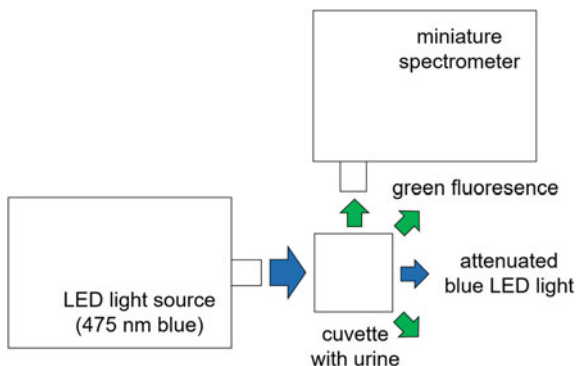 miniature
spectrometer
green fluoresence
attenuated
blue LED light
LED light source
(475 nm blue)
cuvette
with urine